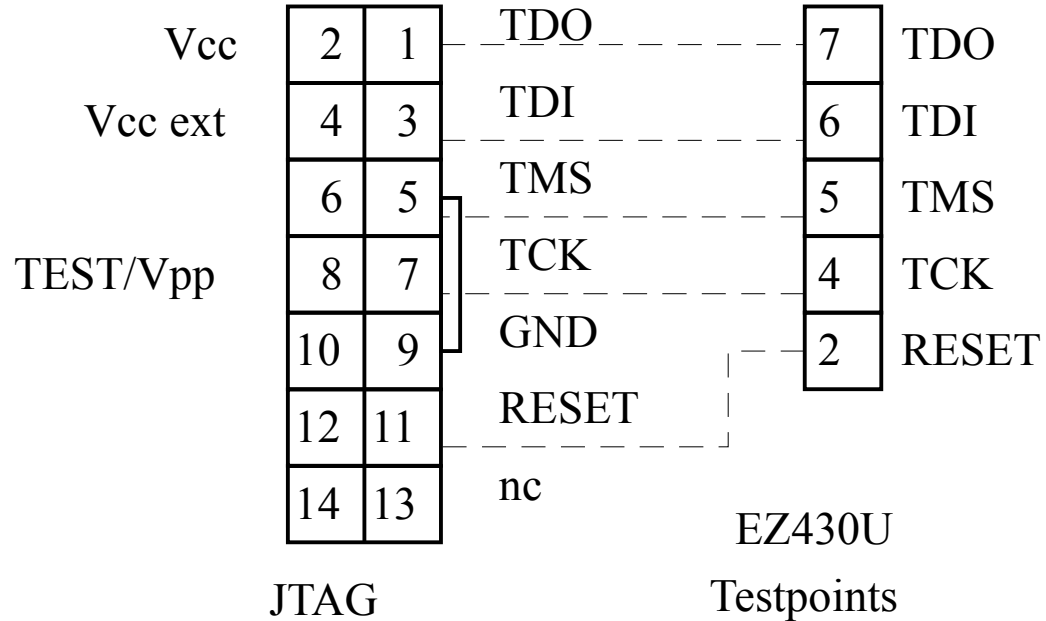 Vcc 2 1 TDO 7 TDO
Vcc ext 4 3 TDI 6 TDI
6 5 TMS 5 TMS
TEST/Vpp 8 7 TCK 4 TCK
10 9 GND 2 RESET
12 11 RESET
14 13 nc
EZ430U
JTAG Testpoints